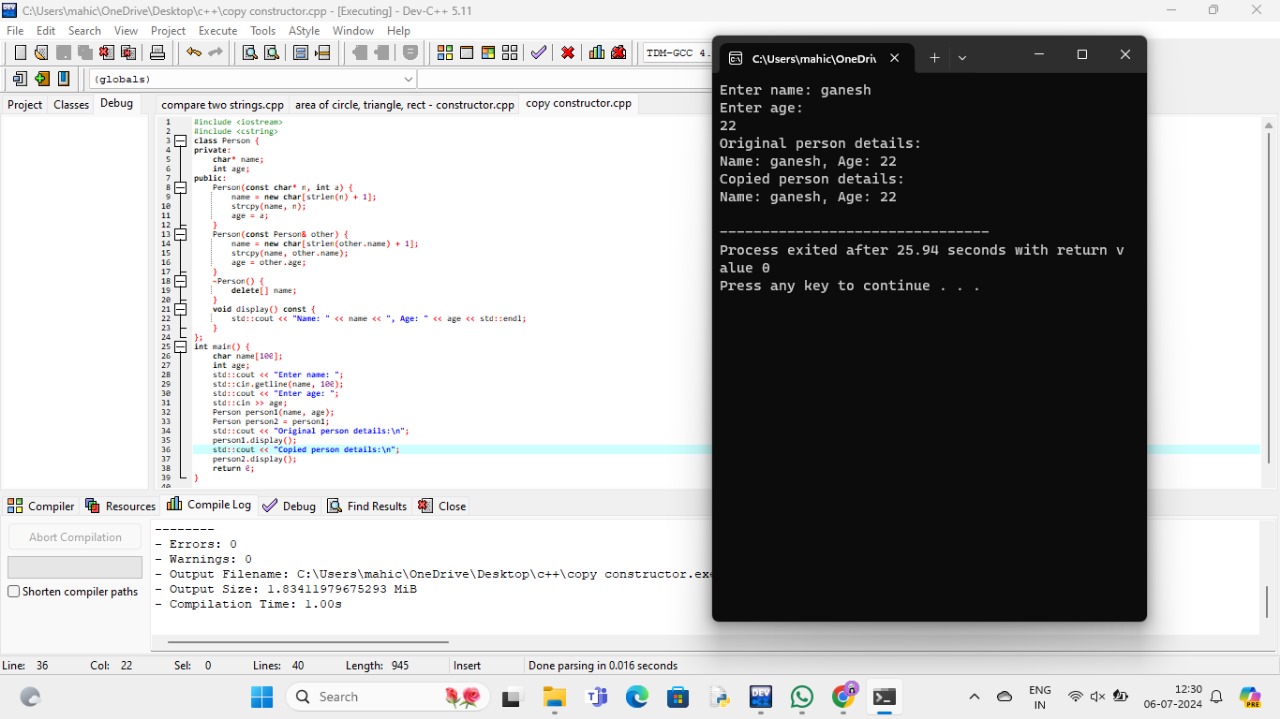 C:\Users\mahic\OneDrive\Desktop\c++\copy constructor.cpp - [Executing] - Dev-C++ 5.11
File Edit Search View Project Execute Tools AStyle Window Help
TDM-GCC 4.
(globals)
Project Classes Debug
compare two strings.cpp area of circle, triangle, rect - constructor.cpp copy constructor.cpp
1 #include <iostream>
2 #include <cstring>
3 class Person {
4 private:
5 char* name;
6 int age;
7 public:
8 Person(const char* n, int a) {
9 name = new char[strlen(n) + 1];
10 strcpy(name, n);
11 age = a;
12 }
13 Person(const Person& other) {
14 name = new char[strlen(other.name) + 1];
15 strcpy(name, other.name);
16 age = other.age;
17 }
18 ~Person() {
19 delete[] name;
20 }
21 void display() const {
22 std::cout << "Name: " << name << ", Age: " << age << std::endl;
23 }
24 };
25 int main() {
26 char name[100];
27 int age;
28 std::cout << "Enter name: ";
29 std::cin.getline(name, 100);
30 std::cout << "Enter age: ";
31 std::cin >> age;
32 Person person1(name, age);
33 Person person2 = person1;
34 std::cout << "Original person details:\n";
35 person1.display();
36 std::cout << "Copied person details:\n";
37 person2.display();
38 return 0;
39 }
40
C:\Users\mahic\OneDriv
Enter name: ganesh
Enter age:
22
Original person details:
Name: ganesh, Age: 22
Copied person details:
Name: ganesh, Age: 22
--------------------------------
Process exited after 25.94 seconds with return v
alue 0
Press any key to continue . . .
Compiler Resources Compile Log Debug Find Results Close
Abort Compilation
Shorten compiler paths
--------
- Errors: 0
- Warnings: 0
- Output Filename: C:\Users\mahic\OneDrive\Desktop\c++\copy constructor.exe
- Output Size: 1.83411979675293 MiB
- Compilation Time: 1.00s
Line: 36 Col: 22 Sel: 0 Lines: 40 Length: 945 Insert Done parsing in 0.016 seconds
Search
DEV
ENG
IN
12:30
06-07-2024
PRE